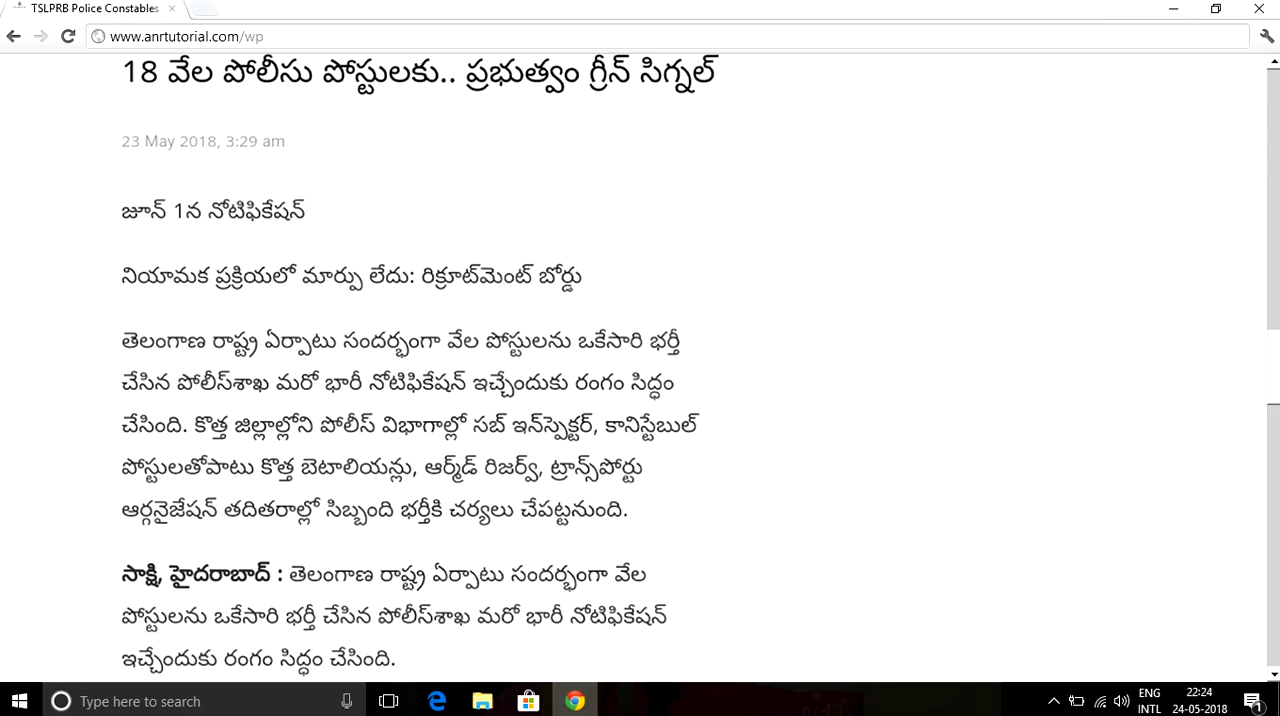 TSLPRB Police Constables
www.anrtutorial.com/wp
18 వేల పోలీసు పోస్టులకు.. ప్రభుత్వం గ్రీన్ సిగ్నల్
23 May 2018, 3:29 am
జూన్ 1న నోటిఫికేషన్
నియామక ప్రక్రియలో మార్పు లేదు: రిక్రూట్‌మెంట్ బోర్డు
తెలంగాణ రాష్ట్ర ఏర్పాటు సందర్భంగా వేల పోస్టులను ఒకేసారి భర్తీ
చేసిన పోలీస్‌శాఖ మరో భారీ నోటిఫికేషన్ ఇచ్చేందుకు రంగం సిద్ధం
చేసింది. కొత్త జిల్లాల్లోని పోలీస్ విభాగాల్లో సబ్ ఇన్‌స్పెక్టర్, కానిస్టేబుల్
పోస్టులతోపాటు కొత్త బెటాలియన్లు, ఆర్మ్‌డ్ రిజర్వ్, ట్రాన్స్‌పోర్టు
ఆర్గనైజేషన్ తదితరాల్లో సిబ్బంది భర్తీకి చర్యలు చేపట్టనుంది.
సాక్షి, హైదరాబాద్ : తెలంగాణ రాష్ట్ర ఏర్పాటు సందర్భంగా వేల
పోస్టులను ఒకేసారి భర్తీ చేసిన పోలీస్‌శాఖ మరో భారీ నోటిఫికేషన్
ఇచ్చేందుకు రంగం సిద్ధం చేసింది.
Type here to search
ENG
INTL
22:24
24-05-2018
1